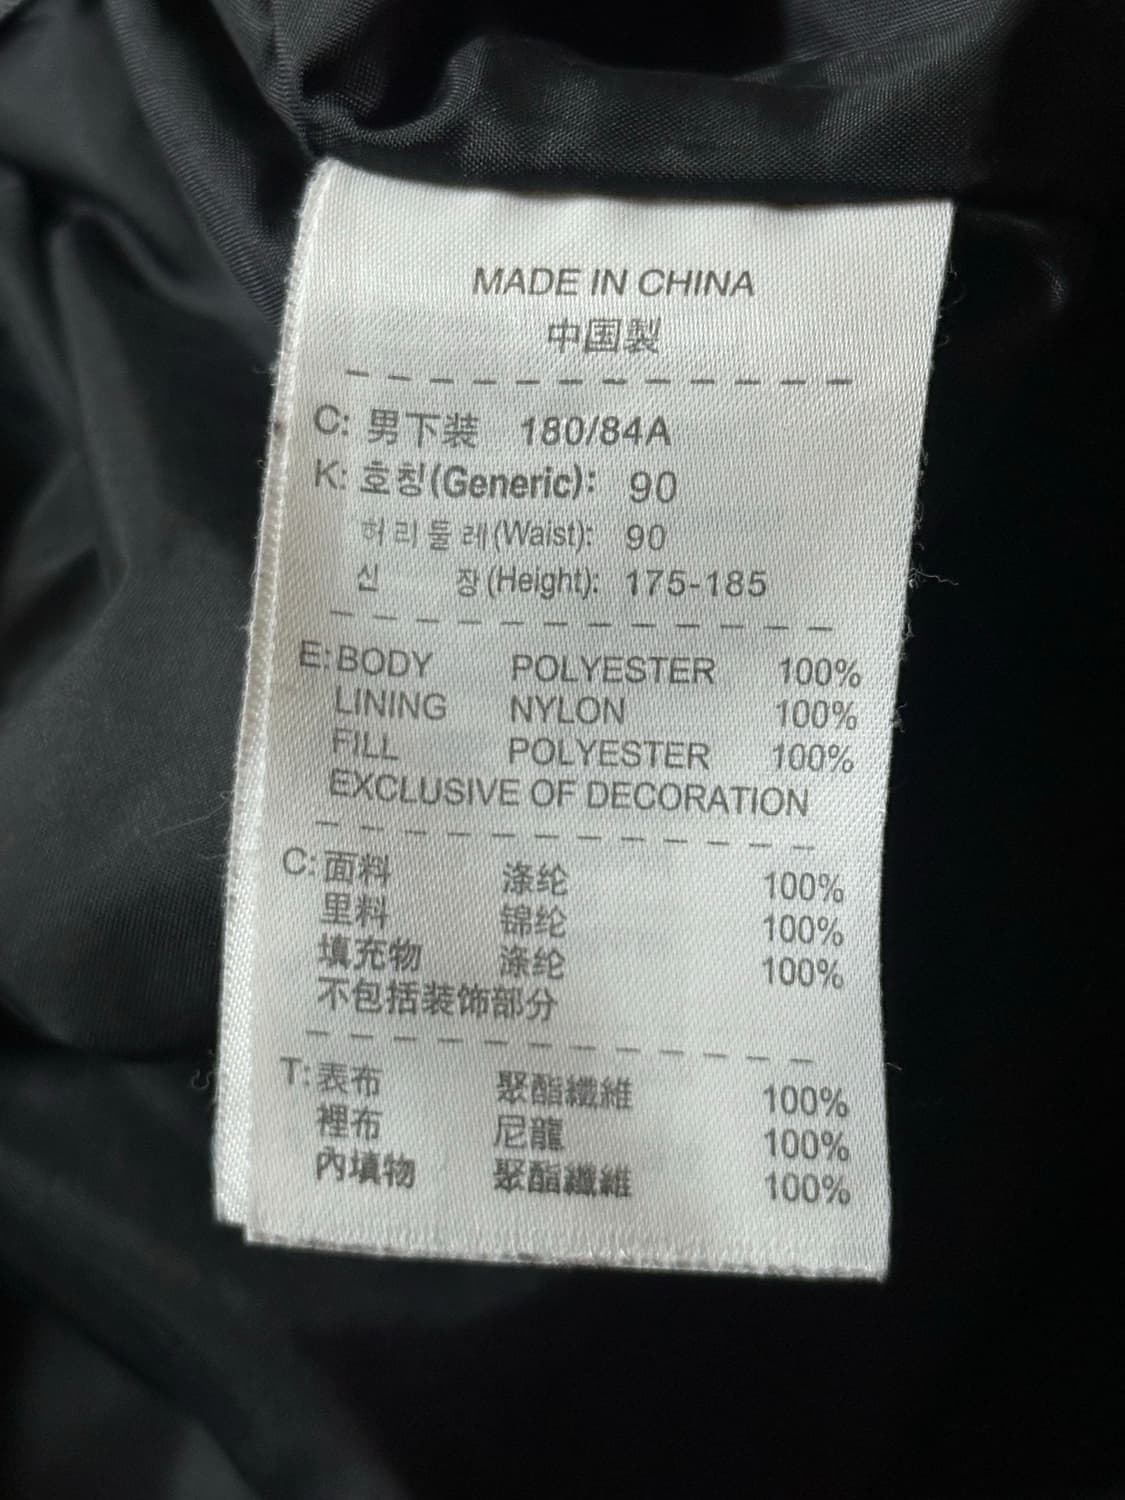 MADE IN CHINA
中国製
C: 男下装 180/84A
K: 호칭(Generic): 90
허리둘레(Waist): 90
신 장(Height): 175-185
E: BODY POLYESTER 100%
LINING NYLON 100%
FILL POLYESTER 100%
EXCLUSIVE OF DECORATION
C: 面料 涤纶 100%
里料 锦纶 100%
填充物 涤纶 100%
不包括装饰部分
T: 表布 聚酯纖維 100%
裡布 尼龍 100%
內填物 聚酯纖維 100%